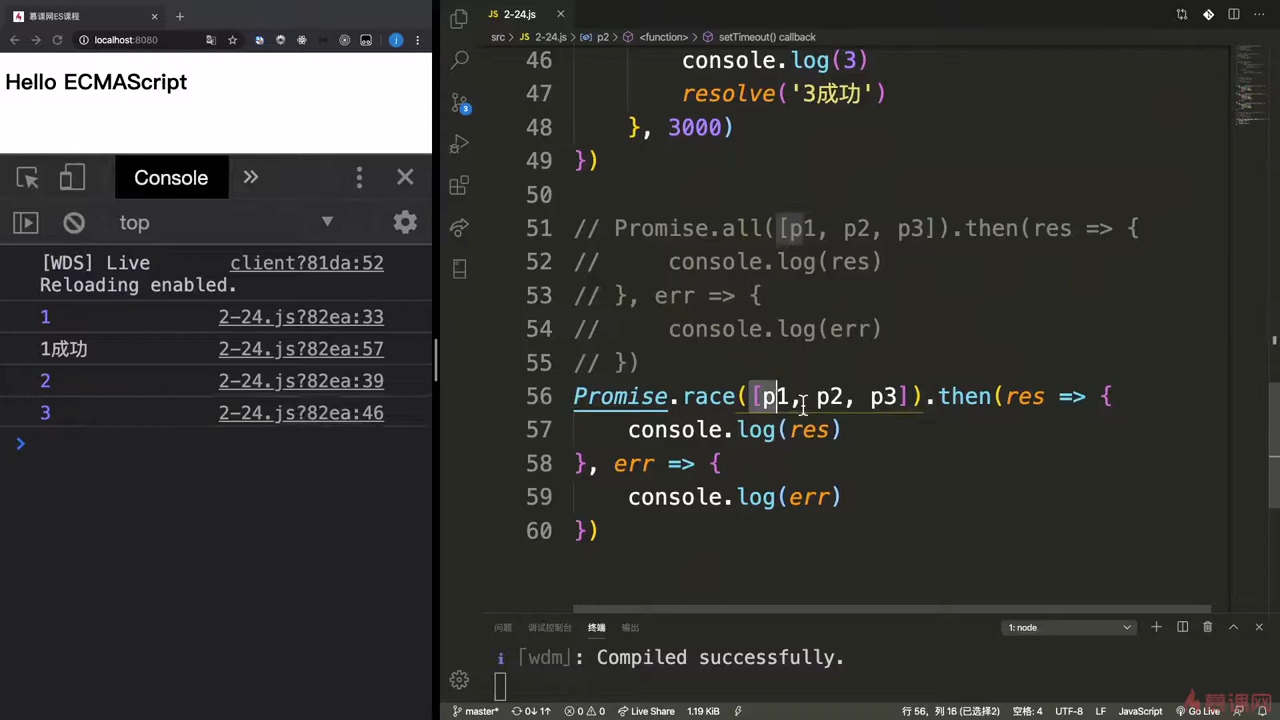 慕课网ES课程
localhost:8080
Hello ECMAScript
Console
top
[WDS] Live Reloading enabled. client?81da:52
1 2-24.js?82ea:33
1成功 2-24.js?82ea:57
2 2-24.js?82ea:39
3 2-24.js?82ea:46
2-24.js
src > 2-24.js > p2 > <function> > setTimeout() callback
46 console.log(3)
47 resolve('3成功')
48 }, 3000)
49 })
50
51 // Promise.all([p1, p2, p3]).then(res => {
52 // console.log(res)
53 // }, err => {
54 // console.log(err)
55 // })
56 Promise.race([p1, p2, p3]).then(res => {
57 console.log(res)
58 }, err => {
59 console.log(err)
60 })
问题 调试控制台 终端 输出 1: node
i ｢wdm｣: Compiled successfully.
master* 0↓4↑ 0 0 Live Share 1.19 KiB 行 56, 列 16 (已选择2) 空格: 4 UTF-8 LF JavaScript Go Live
慕课网